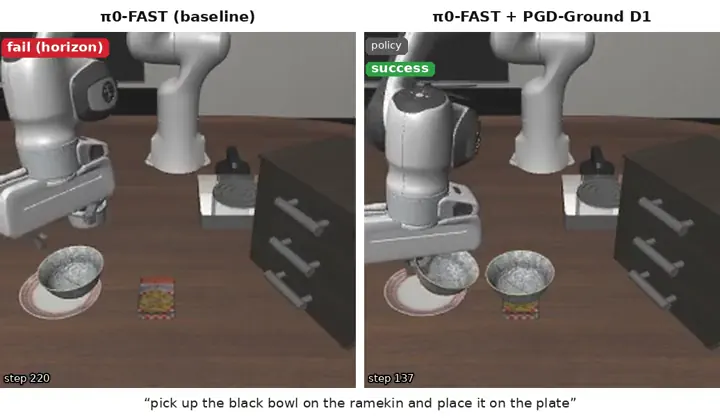 π0-FAST (baseline)
π0-FAST + PGD-Ground D1
fail (horizon)
policy
success
step 220
step 137
“pick up the black bowl on the ramekin and place it on the plate”